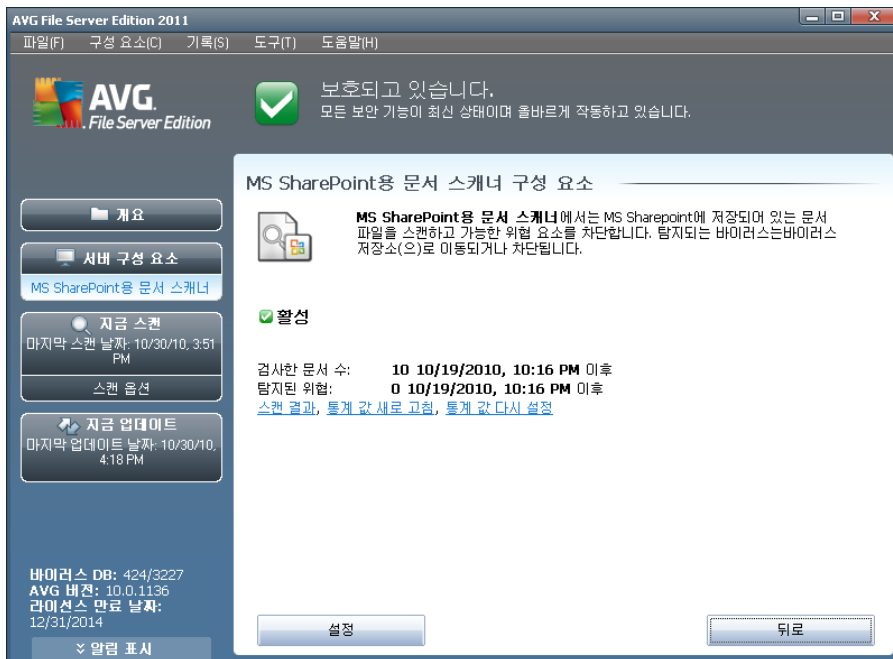 AVG File Server Edition 2011
파일(F) 구성 요소(C) 기록(S) 도구(T) 도움말(H)
AVG.
File Server Edition
보호되고 있습니다.
모든 보안 기능이 최신 상태이며 올바르게 작동하고 있습니다.
개요
서버 구성 요소
MS SharePoint용 문서 스캐너
지금 스캔
마지막 스캔 날짜: 10/30/10, 3:51
PM
스캔 옵션
지금 업데이트
마지막 업데이트 날짜: 10/30/10,
4:18 PM
바이러스 DB: 424/3227
AVG 버전: 10.0.1136
라이선스 만료 날짜:
12/31/2014
알림 표시
MS SharePoint용 문서 스캐너 구성 요소
MS SharePoint용 문서 스캐너에서는 MS Sharepoint에 저장되어 있는 문서
파일을 스캔하고 가능한 위협 요소를 차단합니다. 탐지되는 바이러스는바이러스
저장소(으)로 이동되거나 차단됩니다.
활성
검사한 문서 수: 10 10/19/2010, 10:16 PM 이후
탐지된 위협: 0 10/19/2010, 10:16 PM 이후
스캔 결과, 통계 값 새로 고침, 통계 값 다시 설정
설정
뒤로